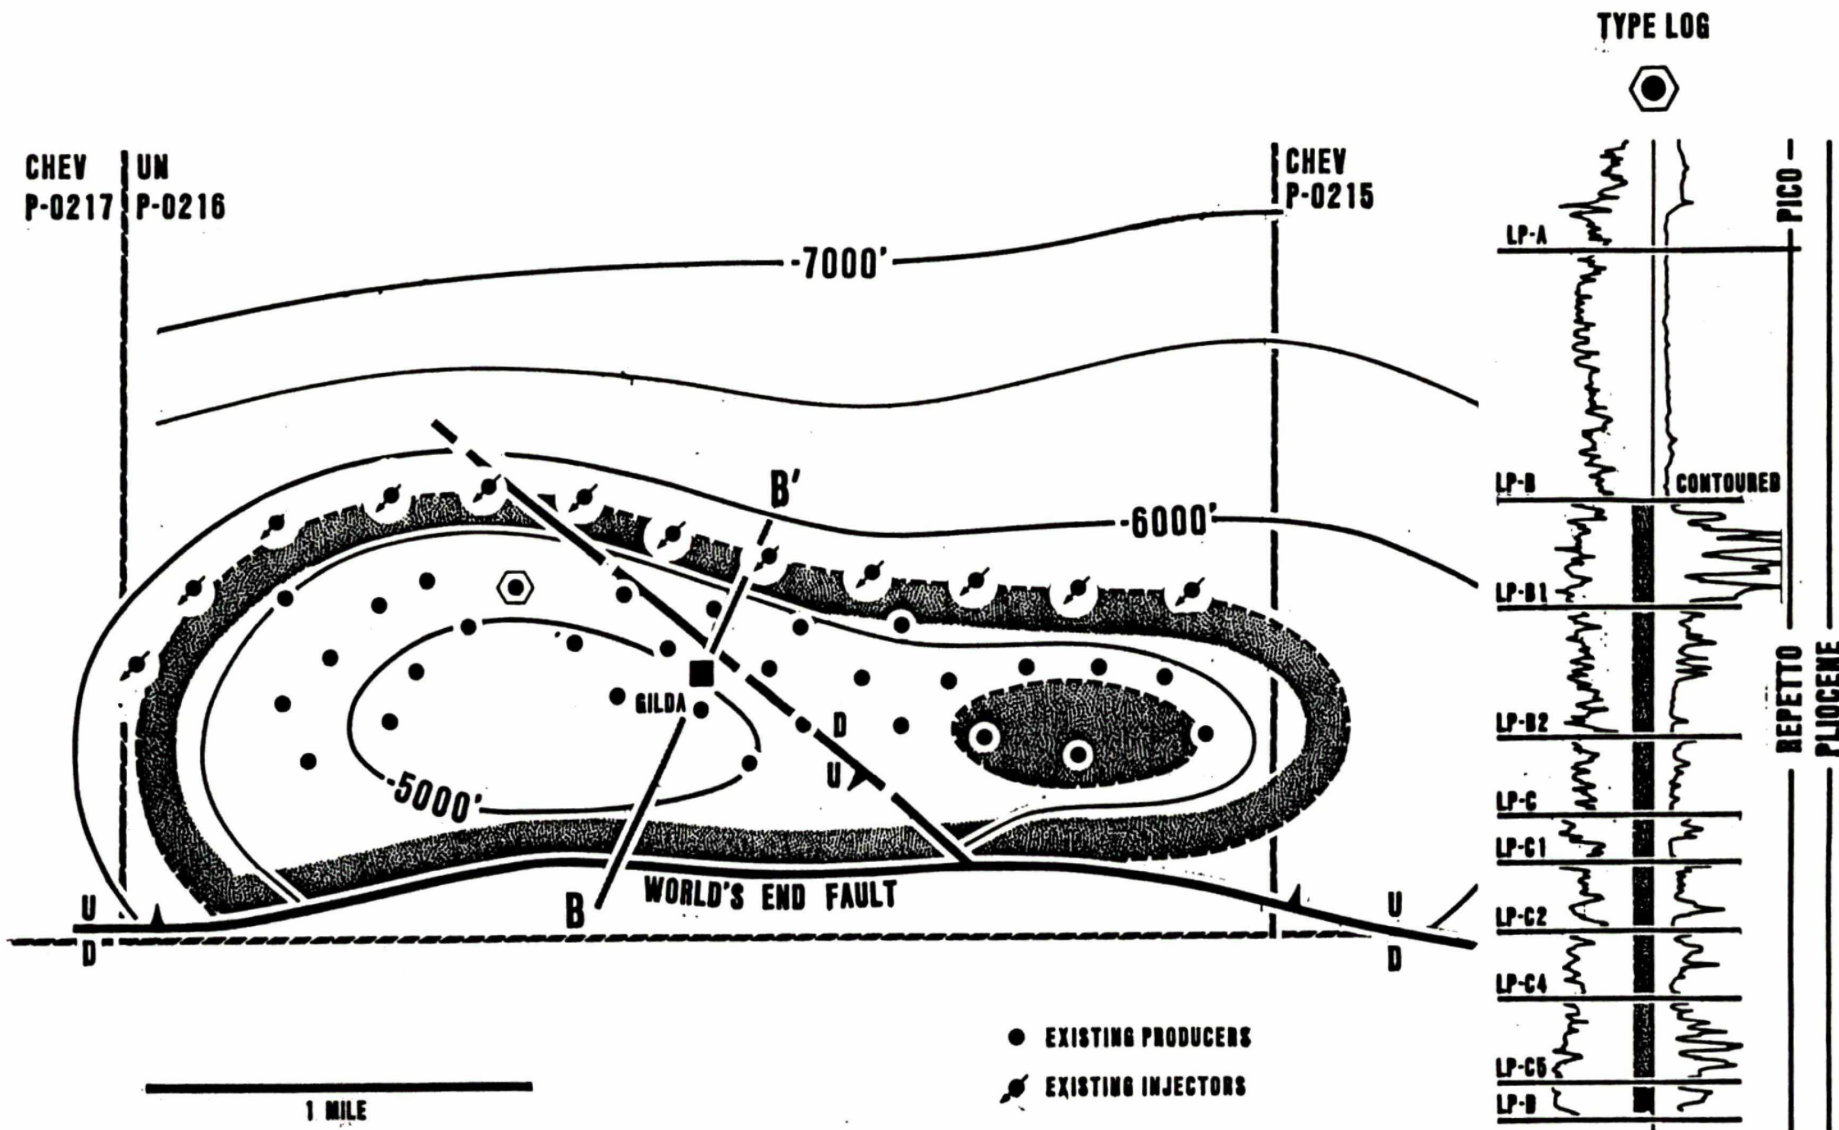 TYPE LOG
CHEV
P-0217
UN
P-0216
CHEV
P-0215
-7000'
-6000'
-5000'
B'
GILDA
D
U
B
WORLD'S END FAULT
U
D
U
D
1 MILE
EXISTING PRODUCERS
EXISTING INJECTORS
LP-A
LP-B
CONTOURED
LP-B1
LP-B2
LP-C
LP-C1
LP-C2
LP-C4
LP-C5
LP-D
PICO
REPETTO
PLIOCENE